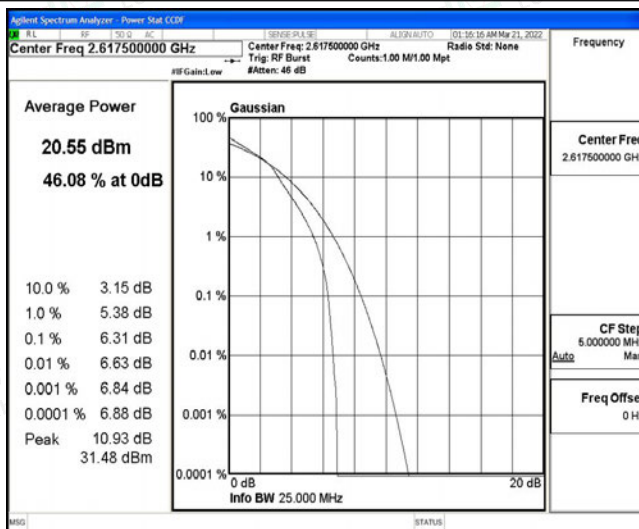 Agilent Spectrum Analyzer - Power Stat CCDF
RL RF 50 Ω AC SENSE:PULSE ALIGN AUTO 01:16:16 AM Mar 21, 2022
Center Freq 2.617500000 GHz
Center Freq: 2.617500000 GHz Radio Std: None
Trig: RF Burst Counts:1.00 M/1.00 Mpt
#IFGain:Low #Atten: 46 dB
Frequency
Average Power
20.55 dBm
46.08 % at 0dB
10.0 % 3.15 dB
1.0 % 5.38 dB
0.1 % 6.31 dB
0.01 % 6.63 dB
0.001 % 6.84 dB
0.0001 % 6.88 dB
Peak 10.93 dB
31.48 dBm
Gaussian
100 %
10 %
1 %
0.1 %
0.01 %
0.001 %
0.0001 %
0 dB 20 dB
Info BW 25.000 MHz
Center Fre
2.617500000 GH
CF Step
5.000000 MH
Auto Ma
Freq Offse
0 H
MSG STATUS